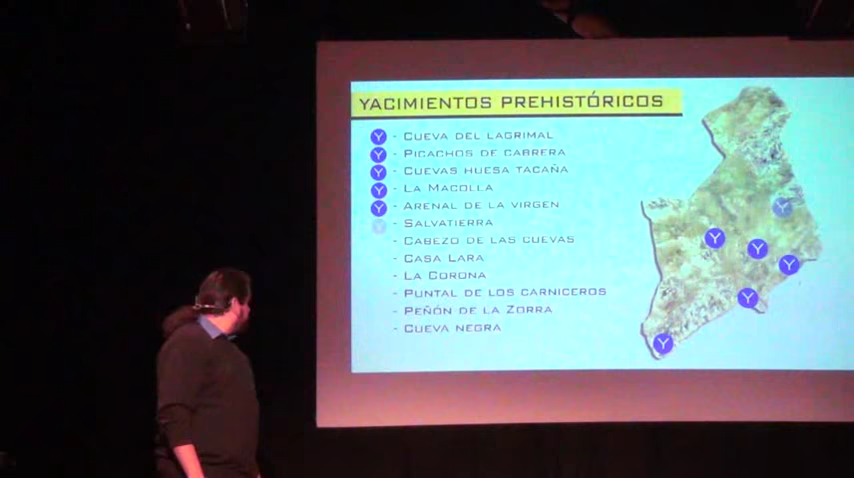 YACIMIENTOS PREHISTÓRICOS
Y - CUEVA DEL LAGRIMAL
Y - PICACHOS DE CABRERA
Y - CUEVAS HUESA TACAÑA
Y - LA MACOLLA
Y - ARENAL DE LA VIRGEN
Y - SALVATIERRA
- CABEZO DE LAS CUEVAS
- CASA LARA
- LA CORONA
- PUNTAL DE LOS CARNICEROS
- PEÑÓN DE LA ZORRA
- CUEVA NEGRA
Y
Y
Y
Y
Y
Y